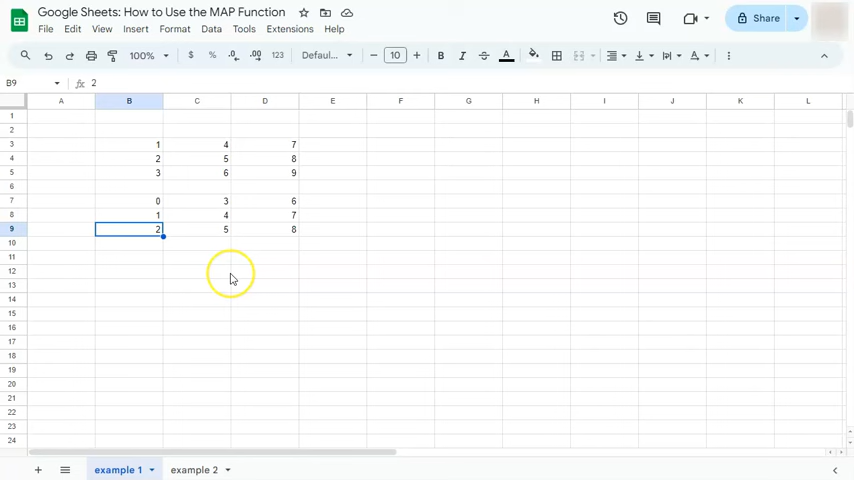 Google Sheets: How to Use the MAP Function
File Edit View Insert Format Data Tools Extensions Help
Share
100% $ % .0 .00 123 Defaul... − 10 + B I S A
B9 fx 2
A B C D E F G H I J K L
1
2
3 1 4 7
4 2 5 8
5 3 6 9
6
7 0 3 6
8 1 4 7
9 2 5 8
10
11
12
13
14
15
16
17
18
19
20
21
22
23
24
+ example 1 example 2